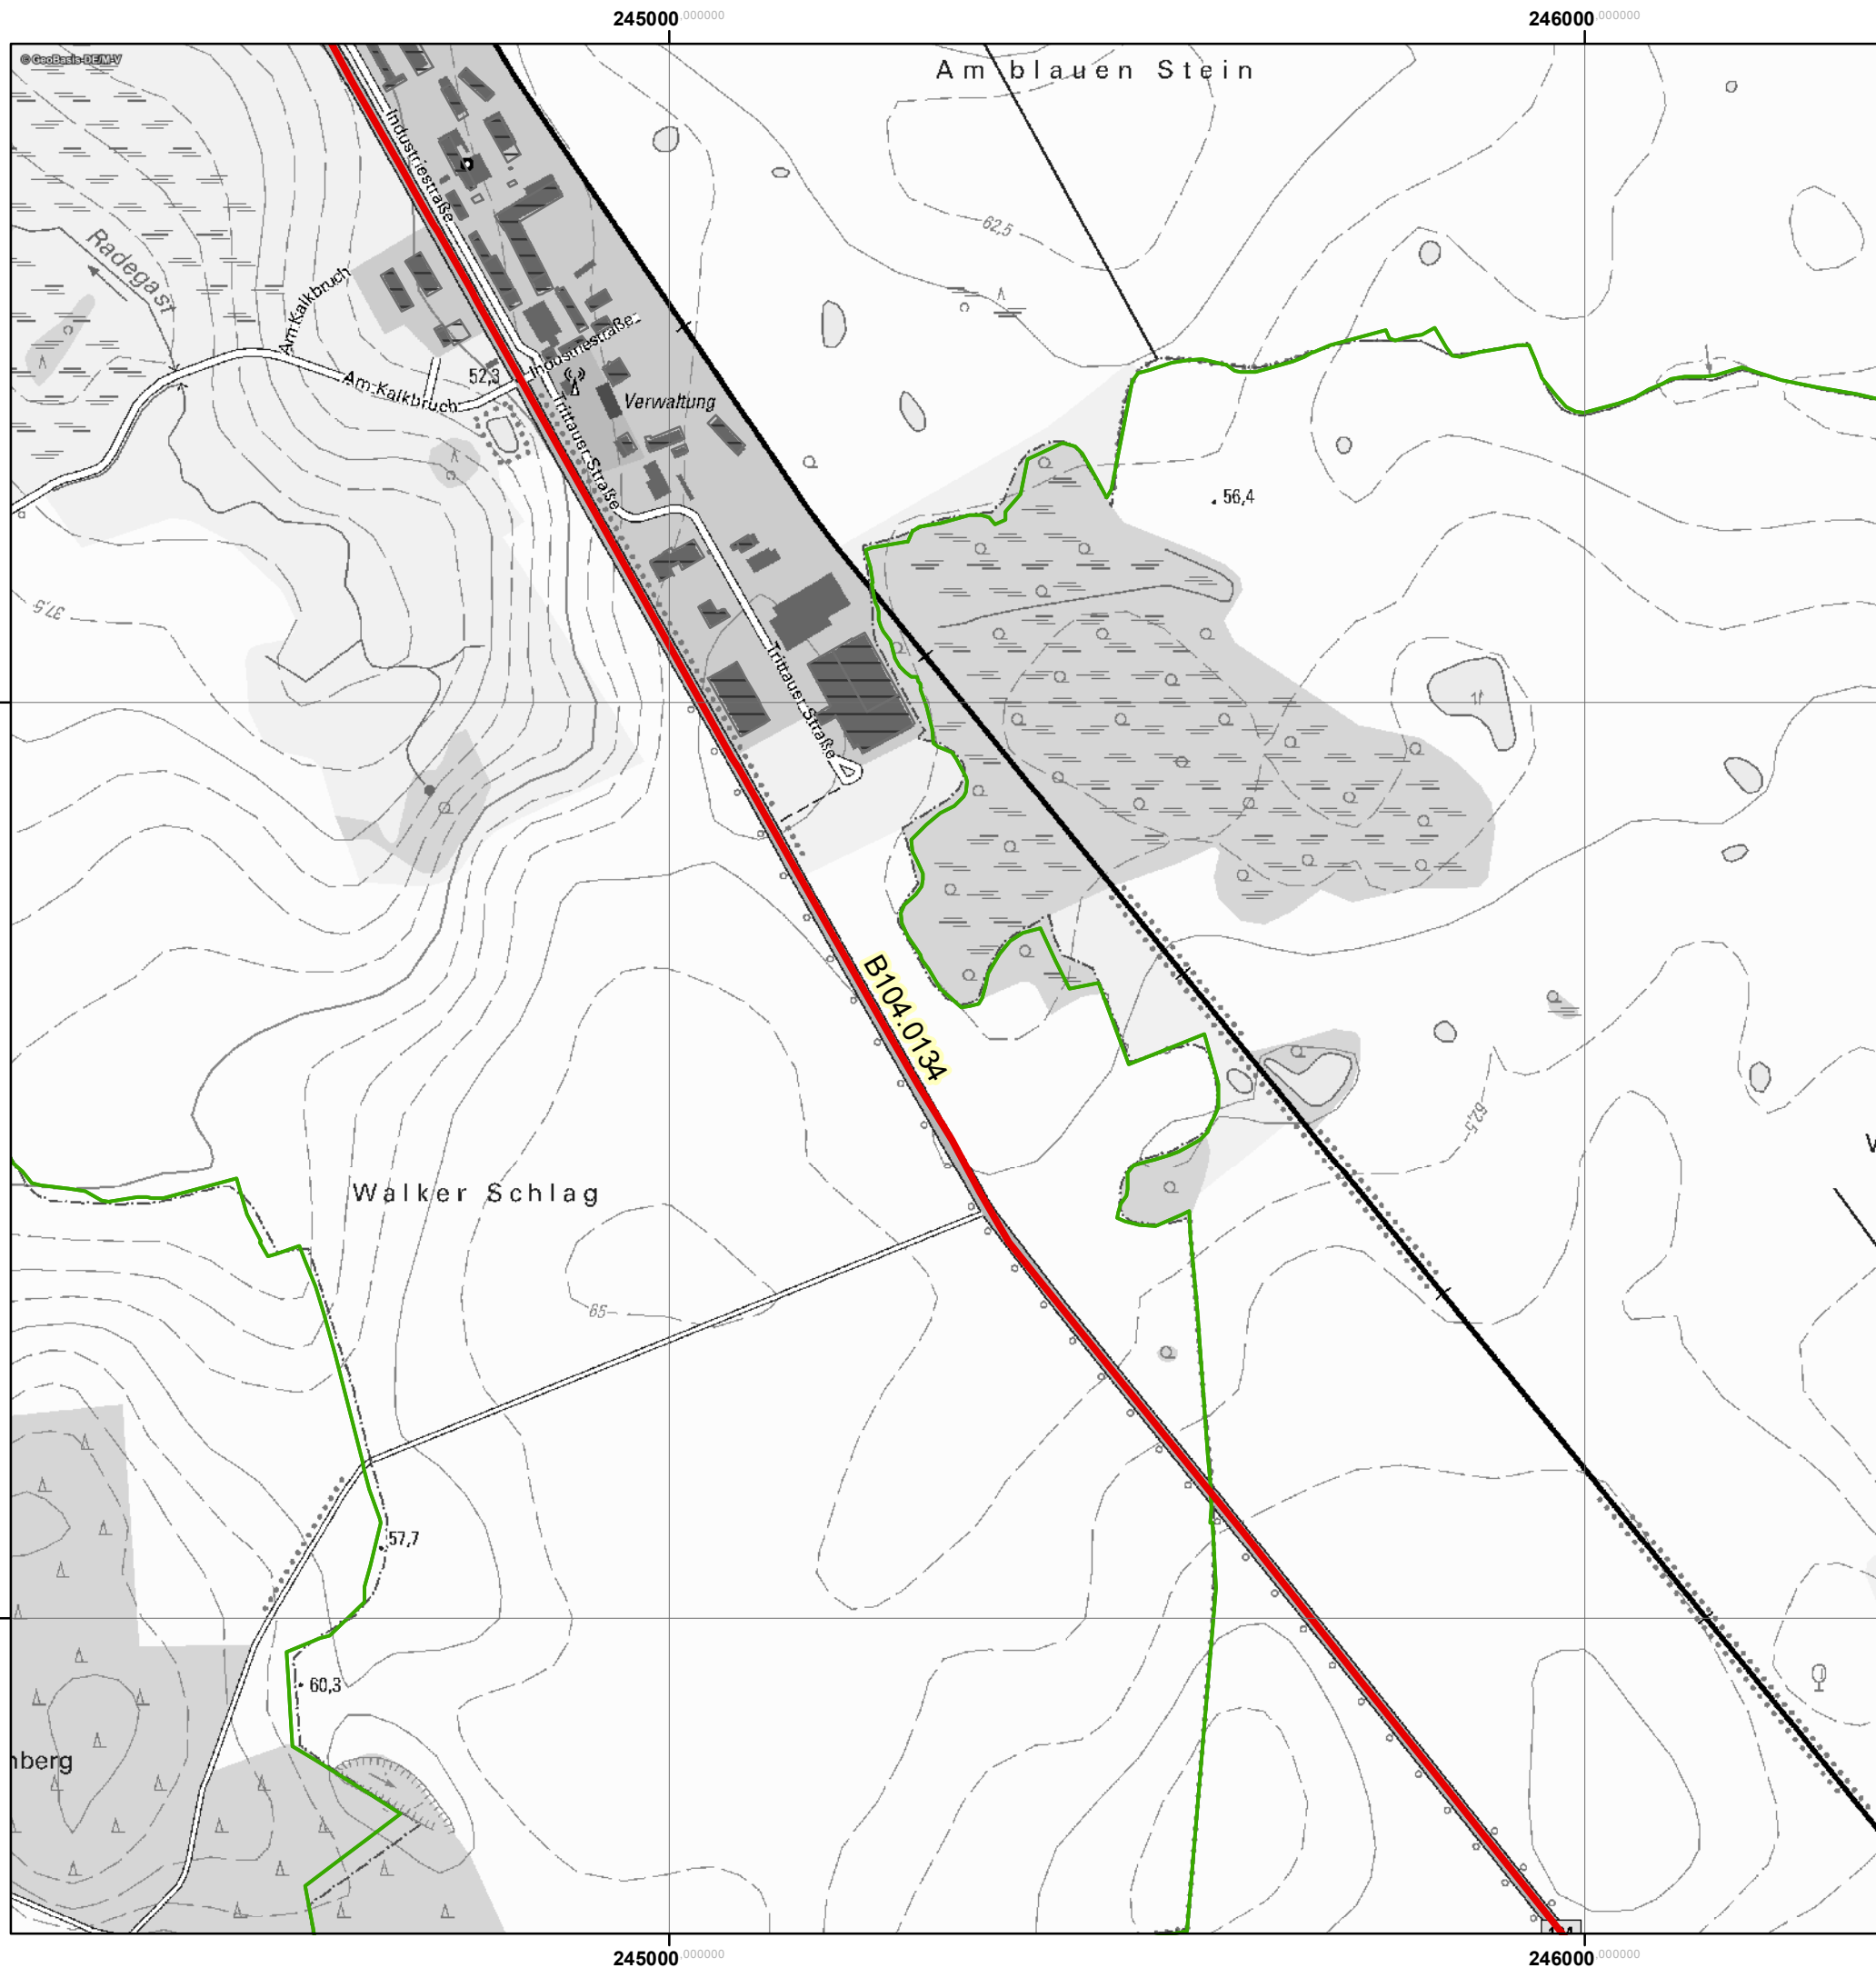 245000,000000
246000,000000
© GeoBasis-DE/M-V
Am blauen Stein
Industriestraße
62,5
Radegast
Am Kalkbruch
Industriestraße
52,3
Am Kalkbruch
Verwaltung
Trittauer Straße
56,4
37,5
Trittauer Straße
B104.0134
62,5
Walker Schlag
65
57,7
60,3
nberg
245000,000000
246000,000000